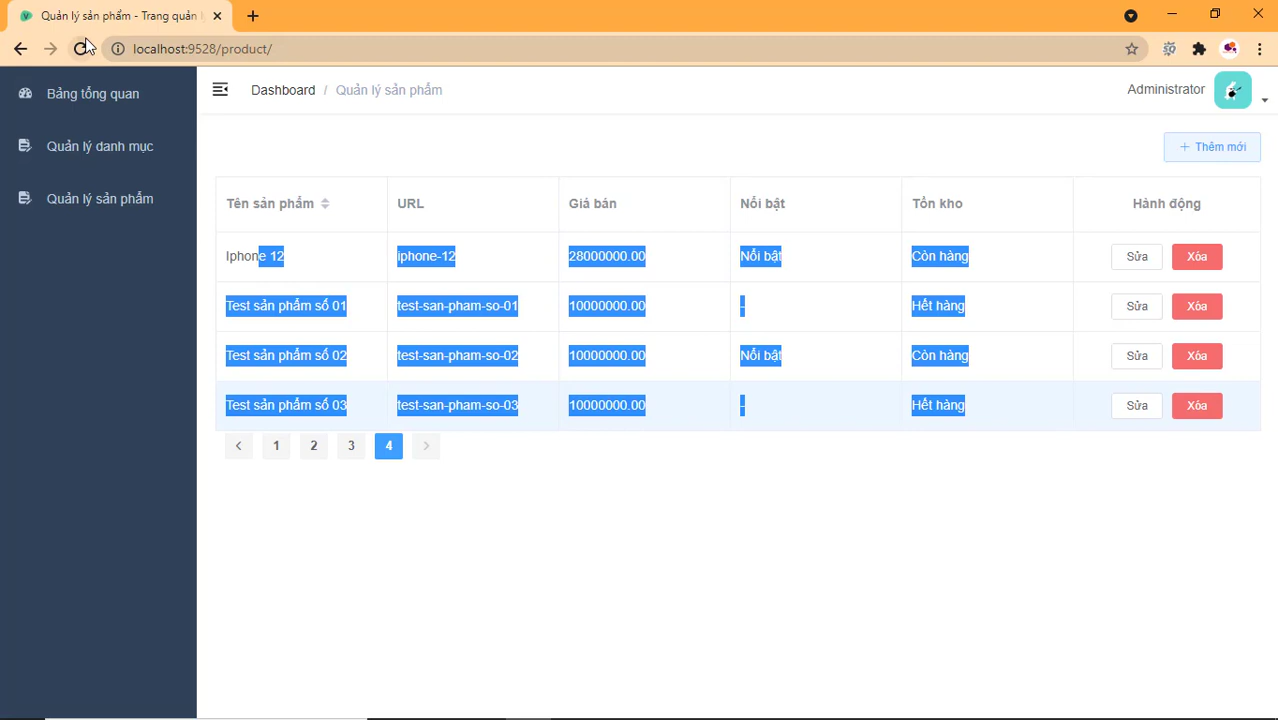 Quản lý sản phẩm - Trang quản l
localhost:9528/product/
Bảng tổng quan
Quản lý danh mục
Quản lý sản phẩm
Dashboard / Quản lý sản phẩm
Administrator
+ Thêm mới
Tên sản phẩm URL Giá bán Nổi bật Tồn kho Hành động
Iphone 12 iphone-12 28000000.00 Nổi bật Còn hàng Sửa Xóa
Test sản phẩm số 01 test-san-pham-so-01 10000000.00 - Hết hàng Sửa Xóa
Test sản phẩm số 02 test-san-pham-so-02 10000000.00 Nổi bật Còn hàng Sửa Xóa
Test sản phẩm số 03 test-san-pham-so-03 10000000.00 - Hết hàng Sửa Xóa
< 1 2 3 4 >